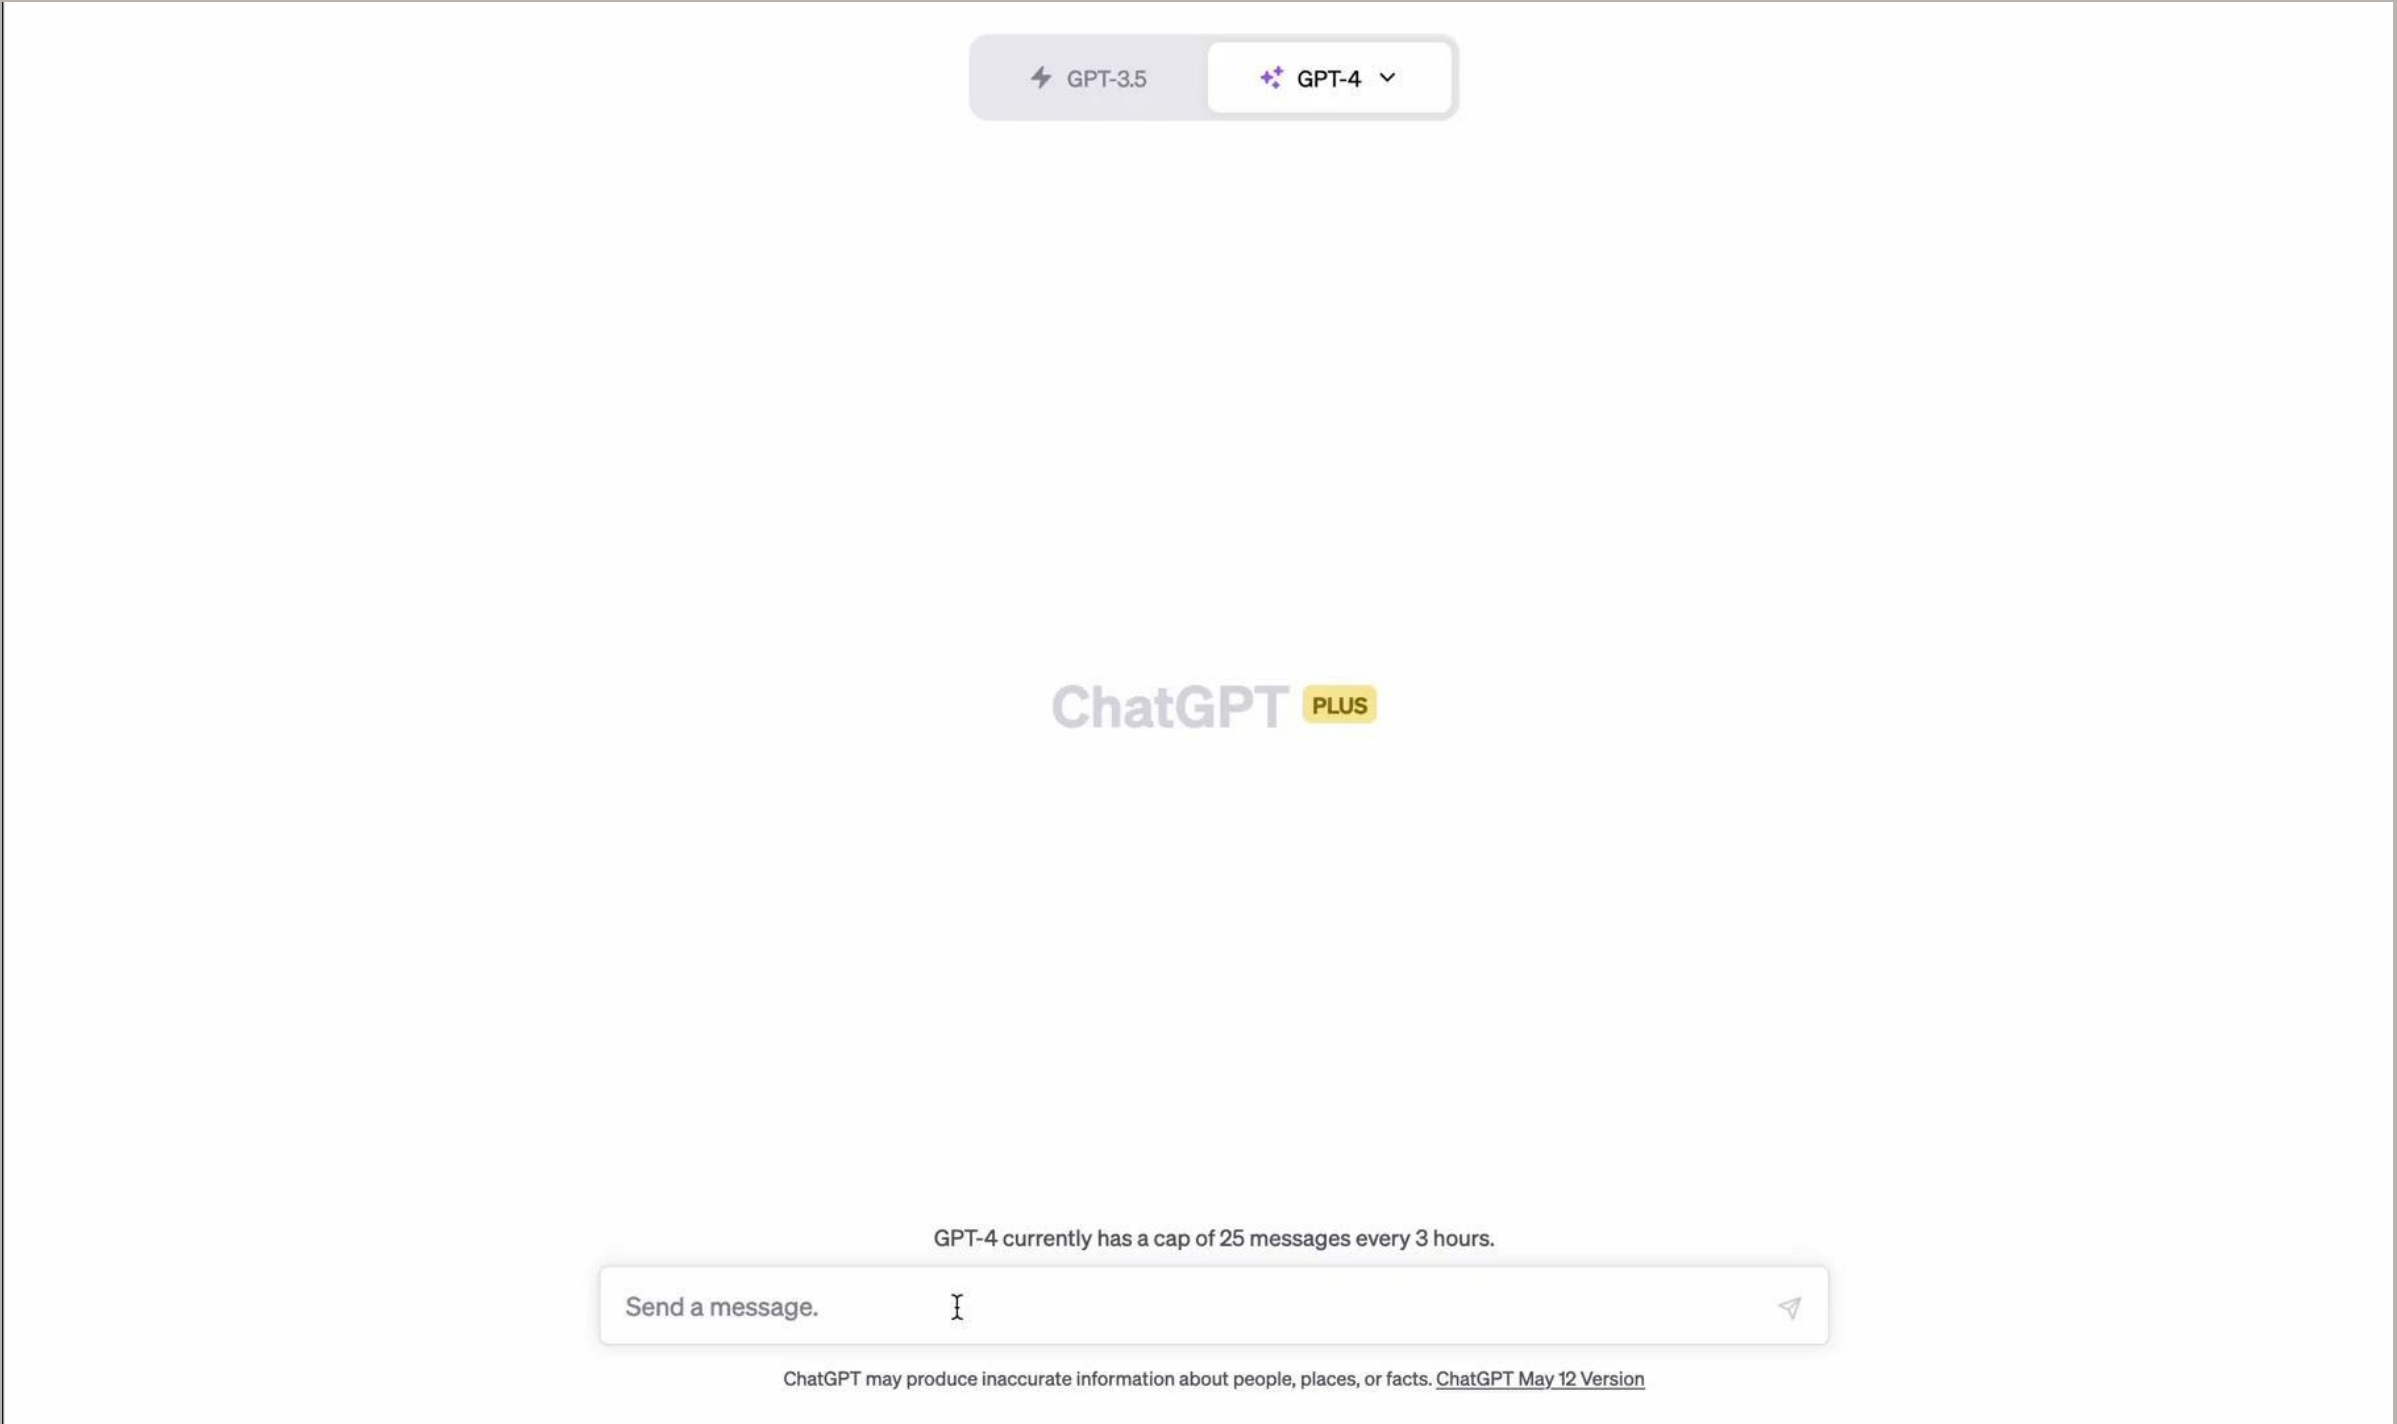 GPT-3.5 GPT-4
ChatGPT PLUS
GPT-4 currently has a cap of 25 messages every 3 hours.
Send a message.
ChatGPT may produce inaccurate information about people, places, or facts. ChatGPT May 12 Version